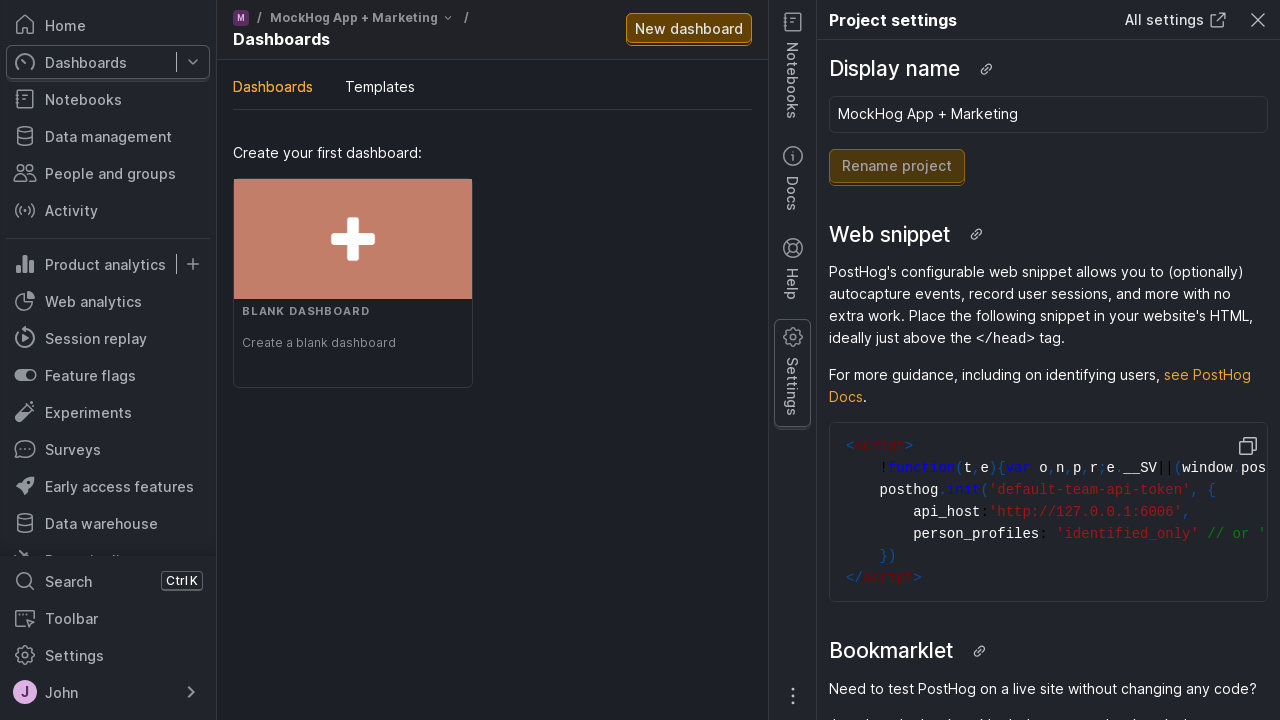 Home
Dashboards
Notebooks
Data management
People and groups
Activity
Product analytics
Web analytics
Session replay
Feature flags
Experiments
Surveys
Early access features
Data warehouse
Search Ctrl K
Toolbar
Settings
J John
M / MockHog App + Marketing /
Dashboards
New dashboard
Dashboards Templates
Create your first dashboard:
BLANK DASHBOARD
Create a blank dashboard
Notebooks
Docs
Help
Settings
Project settings All settings
Display name
MockHog App + Marketing
Rename project
Web snippet
PostHog's configurable web snippet allows you to (optionally)
autocapture events, record user sessions, and more with no
extra work. Place the following snippet in your website's HTML,
ideally just above the </head> tag.
For more guidance, including on identifying users, see PostHog
Docs.
<script>
!function(t,e){var o,n,p,r;e.__SV||(window.pos
posthog.init('default-team-api-token', {
api_host:'http://127.0.0.1:6006',
person_profiles: 'identified_only' // or '
})
</script>
Bookmarklet
Need to test PostHog on a live site without changing any code?